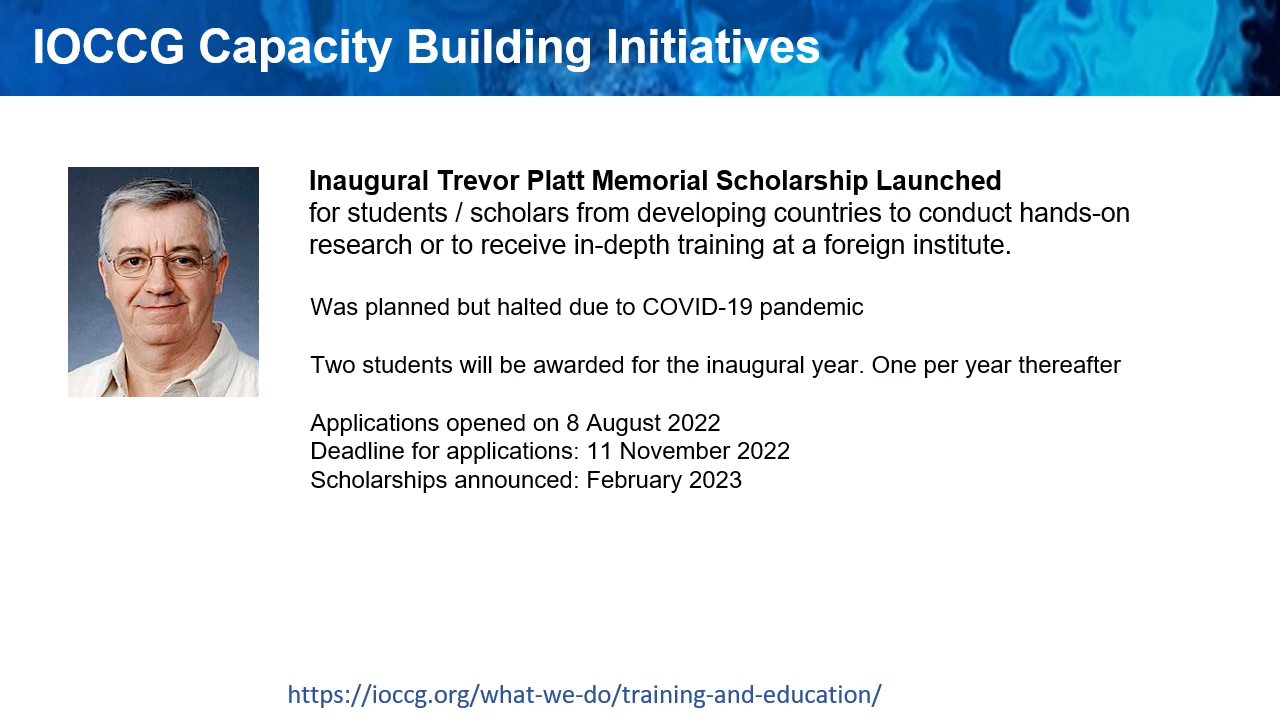 IOCCG Capacity Building Initiatives
Inaugural Trevor Platt Memorial Scholarship Launched
for students / scholars from developing countries to conduct hands-on
research or to receive in-depth training at a foreign institute.
Was planned but halted due to COVID-19 pandemic
Two students will be awarded for the inaugural year. One per year thereafter
Applications opened on 8 August 2022
Deadline for applications: 11 November 2022
Scholarships announced: February 2023
https://ioccg.org/what-we-do/training-and-education/